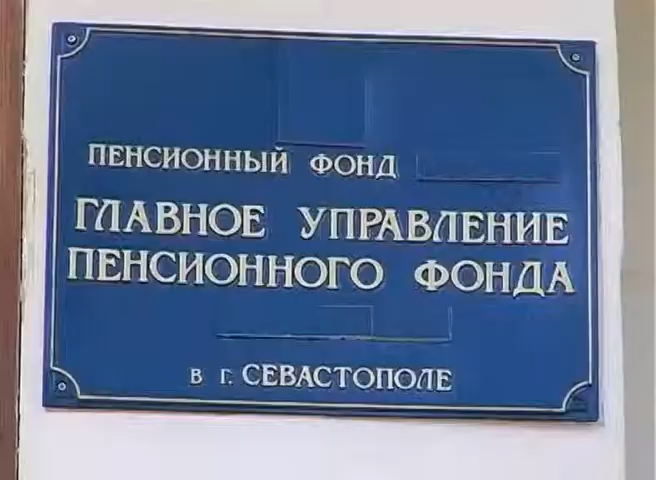 ПЕНСИОННЫЙ ФОНД
ГЛАВНОЕ УПРАВЛЕНИЕ
ПЕНСИОННОГО ФОНДА
в г. СЕВАСТОПОЛЕ